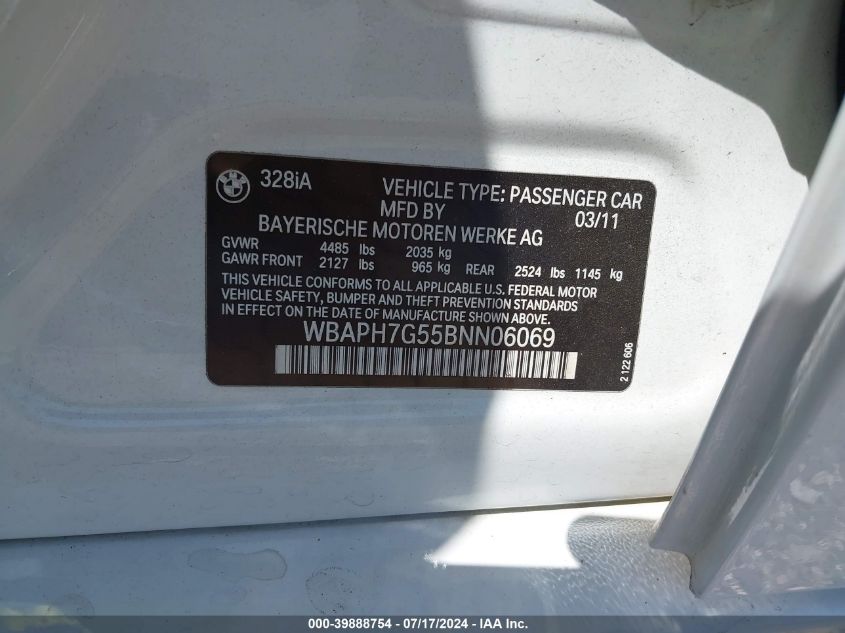 328iA VEHICLE TYPE: PASSENGER CAR
MFD BY 03/11
BAYERISCHE MOTOREN WERKE AG
GVWR 4485 lbs 2035 kg
GAWR FRONT 2127 lbs 965 kg REAR 2524 lbs 1145 kg
THIS VEHICLE CONFORMS TO ALL APPLICABLE U.S. FEDERAL MOTOR
VEHICLE SAFETY, BUMPER AND THEFT PREVENTION STANDARDS
IN EFFECT ON THE DATE OF MANUFACTURE SHOWN ABOVE.
WBAPH7G55BNN06069
2 122 606
000-39888754 - 07/17/2024 - IAA Inc.